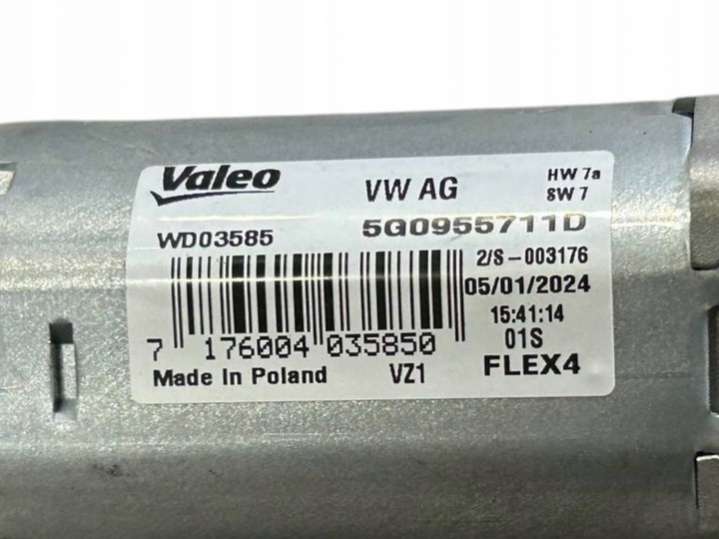 Valeo
VW AG
HW 7a
SW 7
WD03585
5G0955711D
2/S-003176
05/01/2024
15:41:14
7 176004 035850
01S
Made In Poland
VZ1
FLEX4